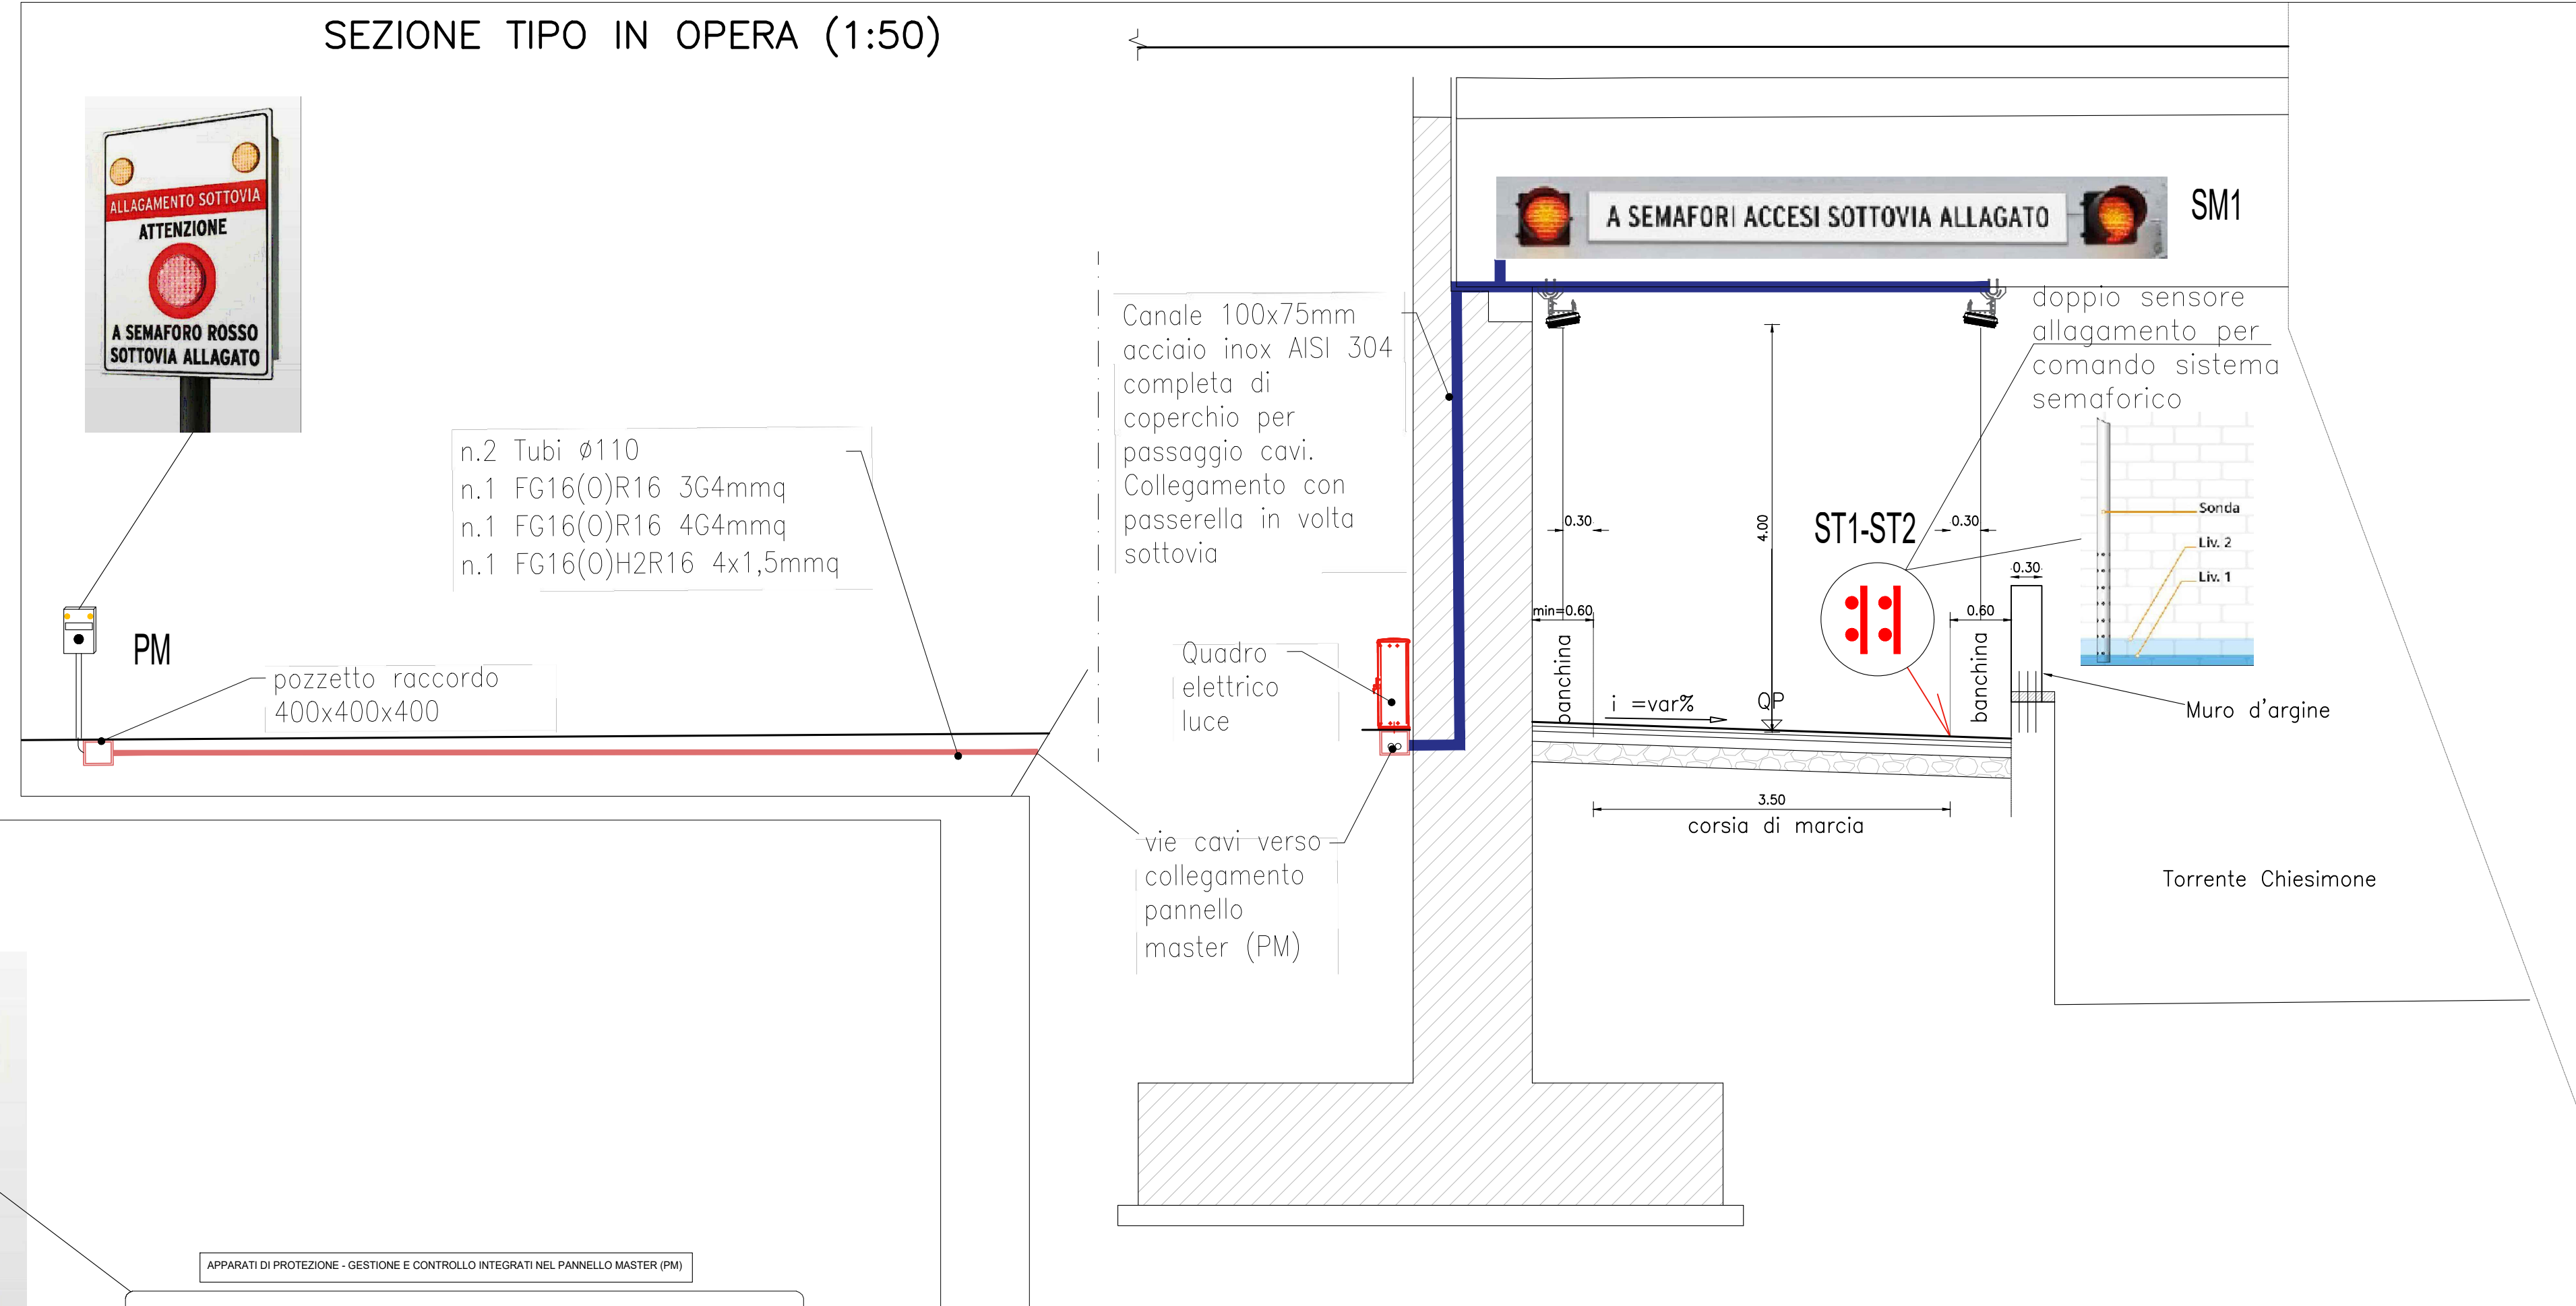 SEZIONE TIPO IN OPERA (1:50)
ALLAGAMENTO SOTTOVIA
ATTENZIONE
A SEMAFORO ROSSO
SOTTOVIA ALLAGATO
n.2 Tubi ø110
n.1 FG16(O)R16 3G4mmq
n.1 FG16(O)R16 4G4mmq
n.1 FG16(O)H2R16 4x1,5mmq
PM
pozzetto raccordo
400x400x400
Canale 100x75mm
acciaio inox AISI 304
completa di
coperchio per
passaggio cavi.
Collegamento con
passerella in volta
sottovia
Quadro
elettrico
luce
vie cavi verso
collegamento
pannello
master (PM)
A SEMAFORI ACCESI SOTTOVIA ALLAGATO
SM1
doppio sensore
allagamento per
comando sistema
semaforico
Sonda
Liv. 2
Liv. 1
ST1-ST2
0.30
4.00
0.30
0.30
min=0.60
0.60
banchina
banchina
i =var%
QP
Muro d'argine
3.50
corsia di marcia
Torrente Chiesimone
APPARATI DI PROTEZIONE - GESTIONE E CONTROLLO INTEGRATI NEL PANNELLO MASTER (PM)